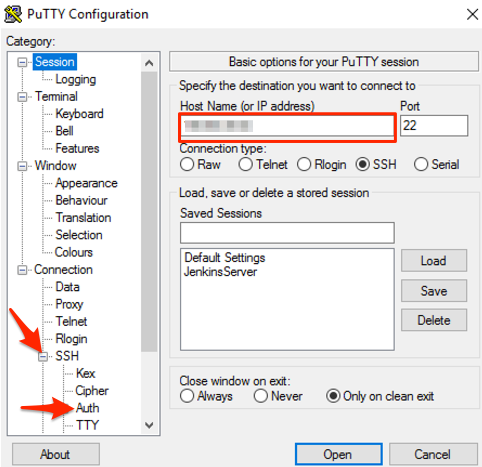 PuTTY Configuration
Category:
Session
Logging
Terminal
Keyboard
Bell
Features
Window
Appearance
Behaviour
Translation
Selection
Colours
Connection
Data
Proxy
Telnet
Rlogin
SSH
Kex
Cipher
Auth
TTY
Basic options for your PuTTY session
Specify the destination you want to connect to
Host Name (or IP address) Port
22
Connection type:
Raw Telnet Rlogin SSH Serial
Load, save or delete a stored session
Saved Sessions
Default Settings
JenkinsServer
Load
Save
Delete
Close window on exit:
Always Never Only on clean exit
About Open Cancel